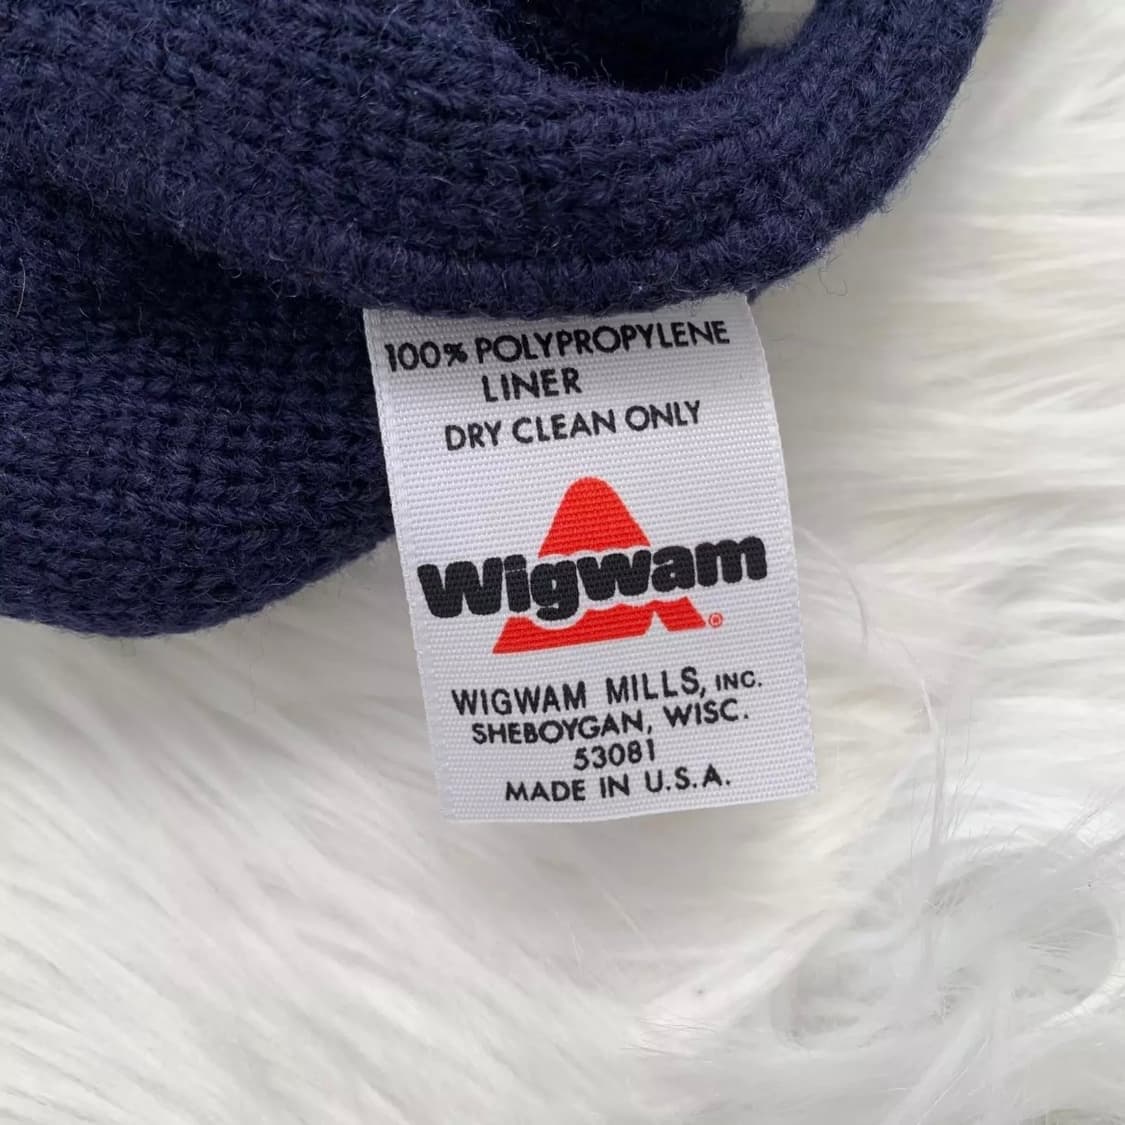 100% POLYPROPYLENE
LINER
DRY CLEAN ONLY
Wigwam®
WIGWAM MILLS, INC.
SHEBOYGAN, WISC.
53081
MADE IN U.S.A.